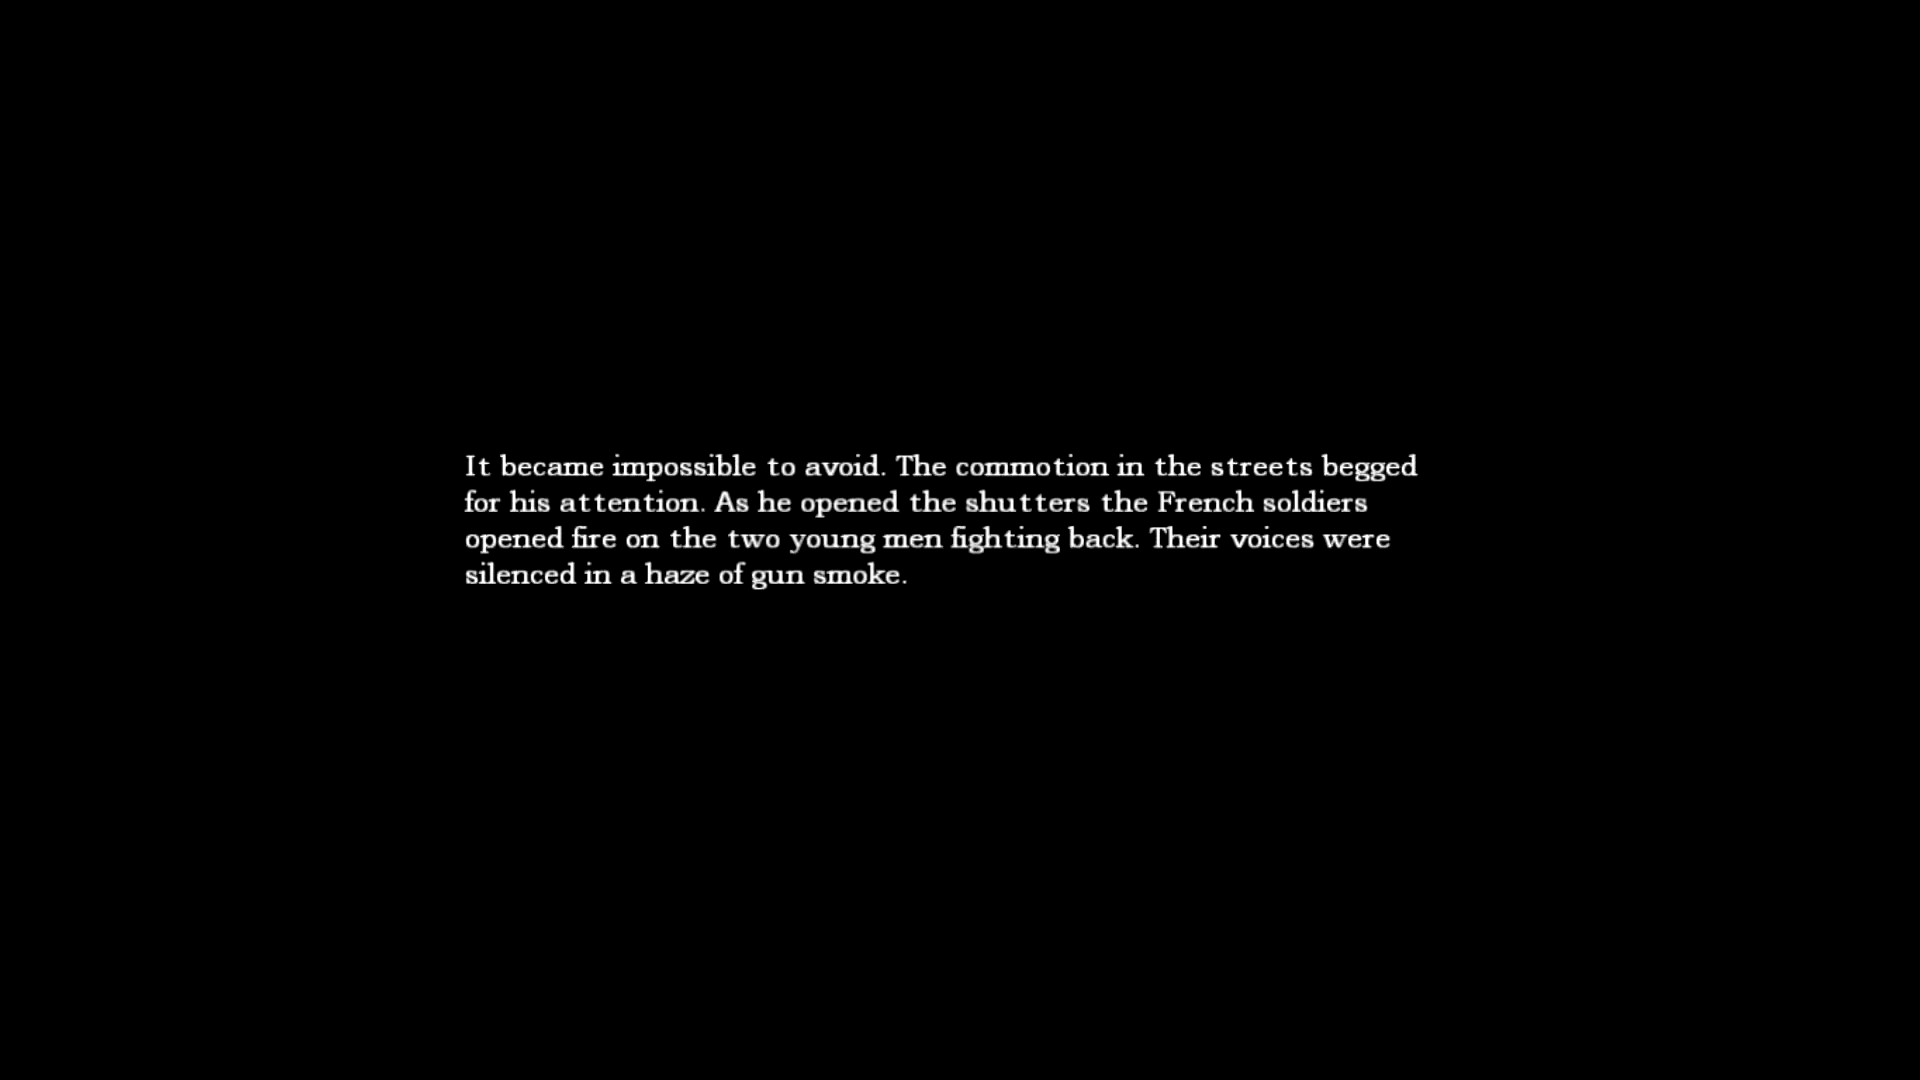 It became impossible to avoid. The commotion in the streets begged
for his attention. As he opened the shutters the French soldiers
opened fire on the two young men fighting back. Their voices were
silenced in a haze of gun smoke.